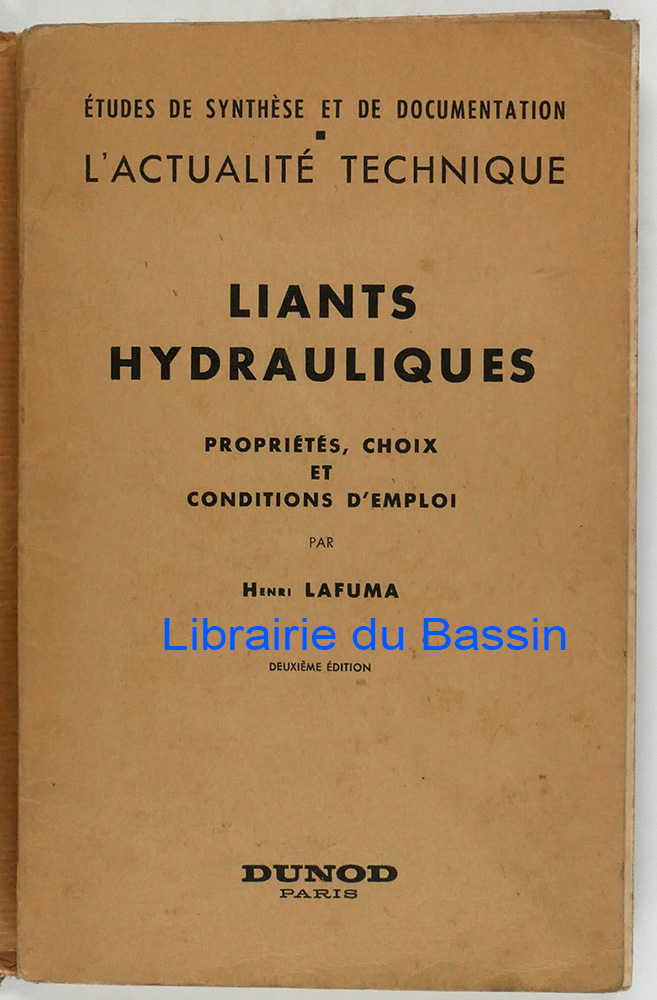 ÉTUDES DE SYNTHÈSE ET DE DOCUMENTATION
L'ACTUALITÉ TECHNIQUE
LIANTS
HYDRAULIQUES
PROPRIÉTÉS, CHOIX
ET
CONDITIONS D'EMPLOI
PAR
HENRI LAFUMA
Librairie du Bassin
DEUXIÈME ÉDITION
DUNOD
PARIS